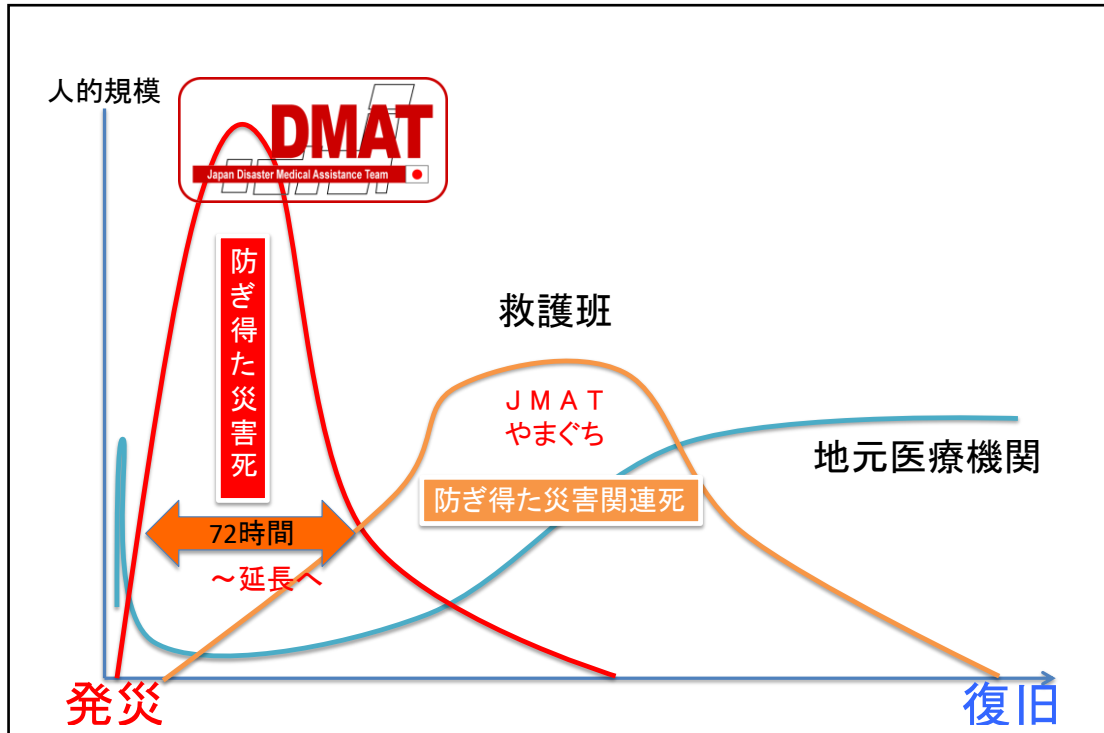 人的規模
DMAT
Japan Disaster Medical Assistance Team
防ぎ得た災害死
救護班
ＪＭＡＴ
やまぐち
地元医療機関
防ぎ得た災害関連死
72時間
～延長へ
発災
復旧